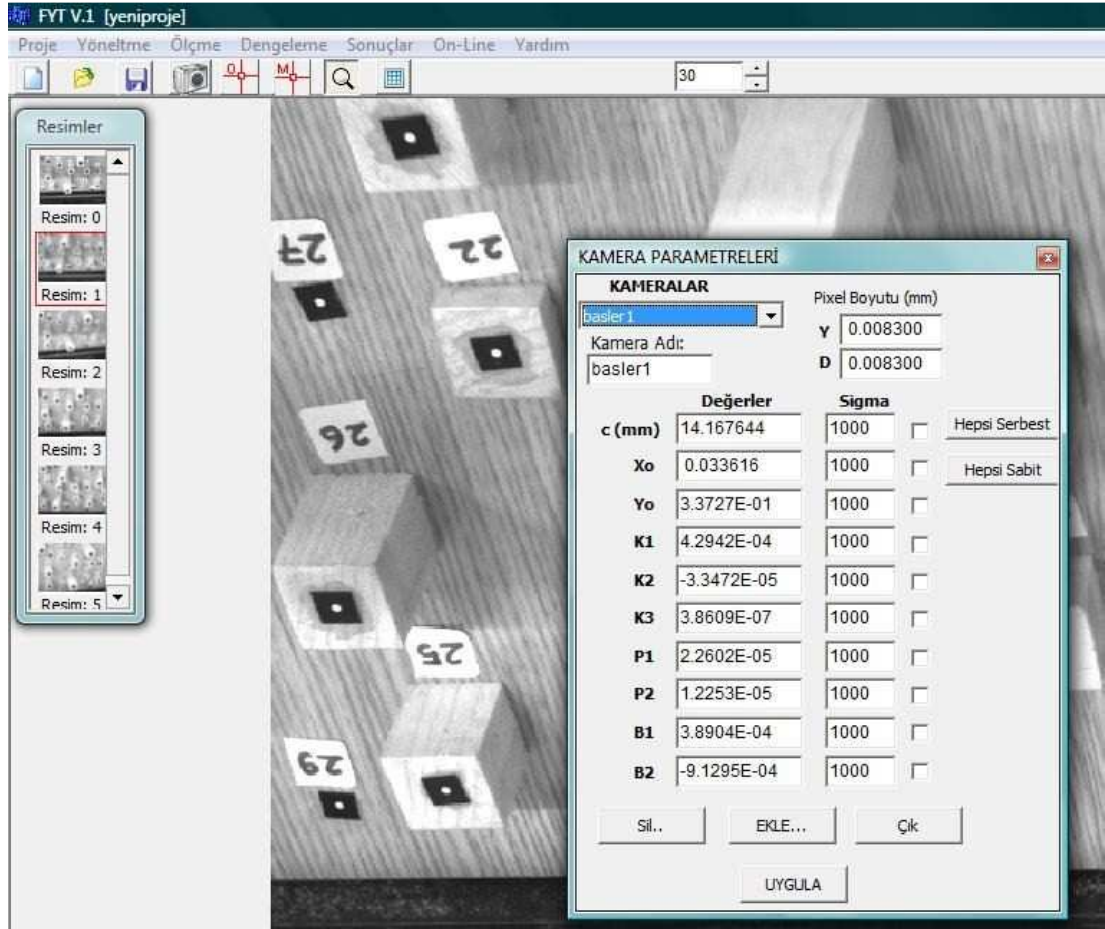 FYT V.1 [yeniproje]
Proje Yöneltme Ölçme Dengeleme Sonuçlar On-Line Yardım
0 M 30
Resimler
Resim: 0
Resim: 1
Resim: 2
Resim: 3
Resim: 4
Resim: 5
27
22
26
25
29
KAMERA PARAMETRELERİ
KAMERALAR
basler1
Kamera Adı:
basler1
Pixel Boyutu (mm)
Y 0.008300
D 0.008300
Değerler Sigma
c (mm) 14.167644 1000
Xo 0.033616 1000
Yo 3.3727E-01 1000
K1 4.2942E-04 1000
K2 -3.3472E-05 1000
K3 3.8609E-07 1000
P1 2.2602E-05 1000
P2 1.2253E-05 1000
B1 3.8904E-04 1000
B2 -9.1295E-04 1000
Hepsi Serbest
Hepsi Sabit
Sil.. EKLE... Çık
UYGULA